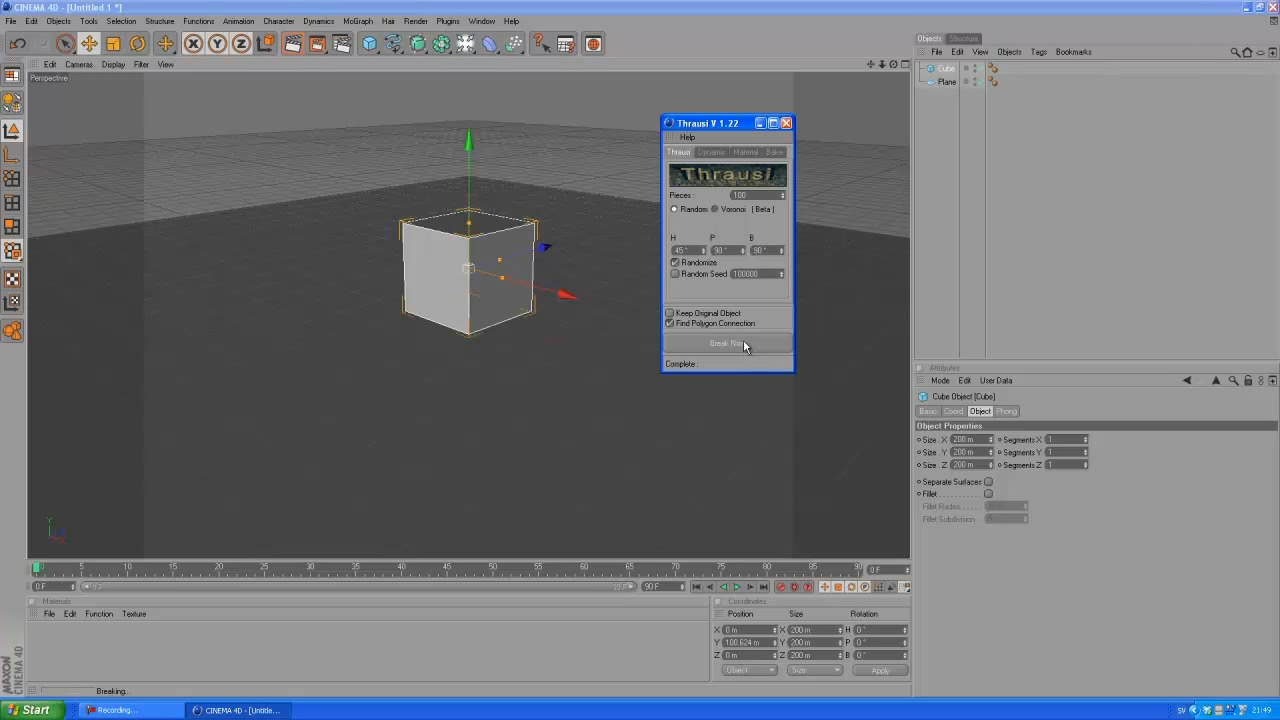 CINEMA 4D - [Untitled 1 *]
File Edit Objects Tools Selection Structure Functions Animation Character Dynamics MoGraph Hair Render Plugins Window Help
Objects Structure
File Edit View Objects Tags Bookmarks
Edit Cameras Display Filter View
Perspective
Cube
Plane
Thrausi V 1.22
Help
Thrausi Dynamic Material Bake
Thrausi
Pieces : 100
Random Voronoi ( Beta )
H P B
45 ° 90 ° 90 °
Randomize
Random Seed 100000
Keep Original Object
Find Polygon Connection
Break
Complete :
Attributes
Mode Edit User Data
Cube Object [Cube]
Basic Coord. Object Phong
Object Properties
Size . X 200 m Segments X 1
Size . Y 200 m Segments Y 1
Size . Z 200 m Segments Z 1
Separate Surfaces
Fillet
Fillet Radius
Fillet Subdivision
Y
0 5 10 15 20 25 30 35 40 45 50 55 60 65 70 75 80 85 90 0 F
0 F 0 F 90 F 90 F
Materials
File Edit Function Texture
Coordinates
Position Size Rotation
X 0 m X 200 m H 0 °
Y 100.624 m Y 200 m P 0 °
Z 0 m Z 200 m B 0 °
Object Size Apply
MAXON
CINEMA 4D
Breaking...
Start Recording... CINEMA 4D - [Untitle... SV 21:49